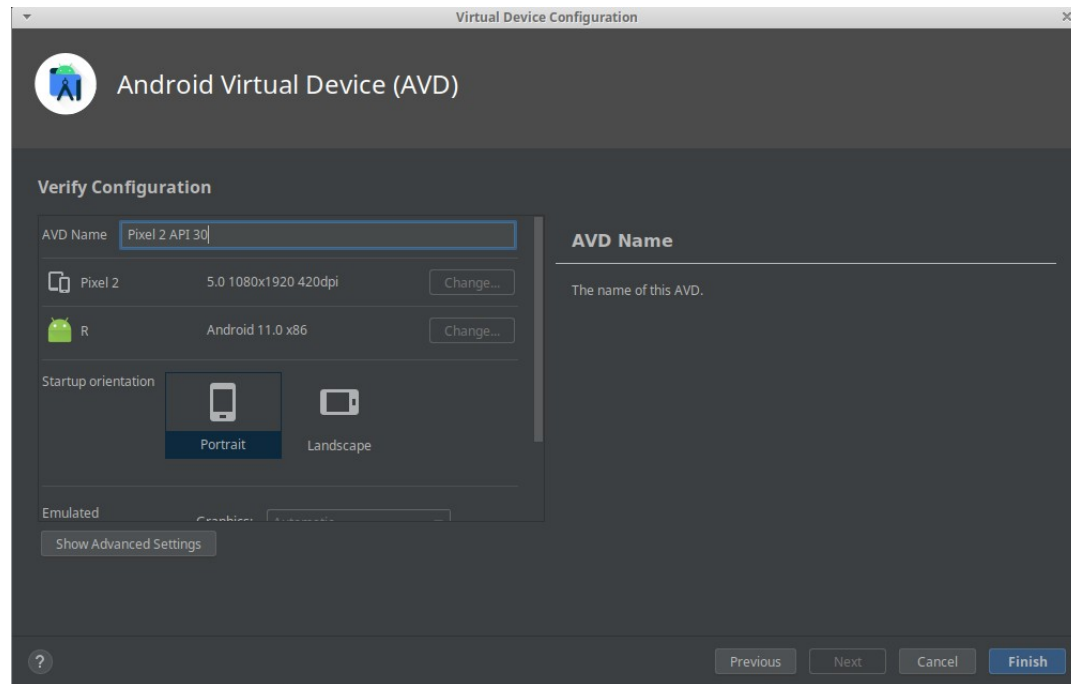 Virtual Device Configuration
Android Virtual Device (AVD)
Verify Configuration
AVD Name Pixel 2 API 30
Pixel 2 5.0 1080x1920 420dpi Change...
R Android 11.0 x86 Change...
Startup orientation
Portrait Landscape
Emulated Graphics: Automatic
Show Advanced Settings
AVD Name
The name of this AVD.
? Previous Next Cancel Finish